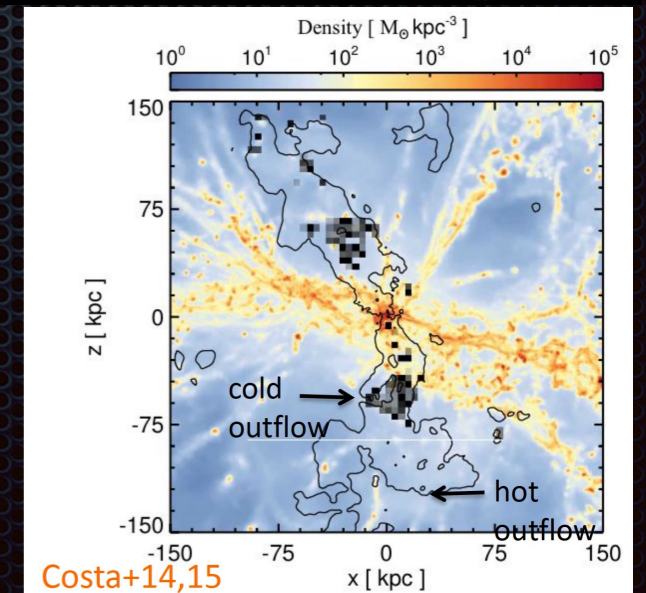 Density [ M⊙ kpc⁻³ ]
10⁰ 10¹ 10² 10³ 10⁴ 10⁵
150
75
0
-75
-150
z [ kpc ]
cold
outflow
hot
outflow
-150 -75 0 75 150
x [ kpc ]
Costa+14,15